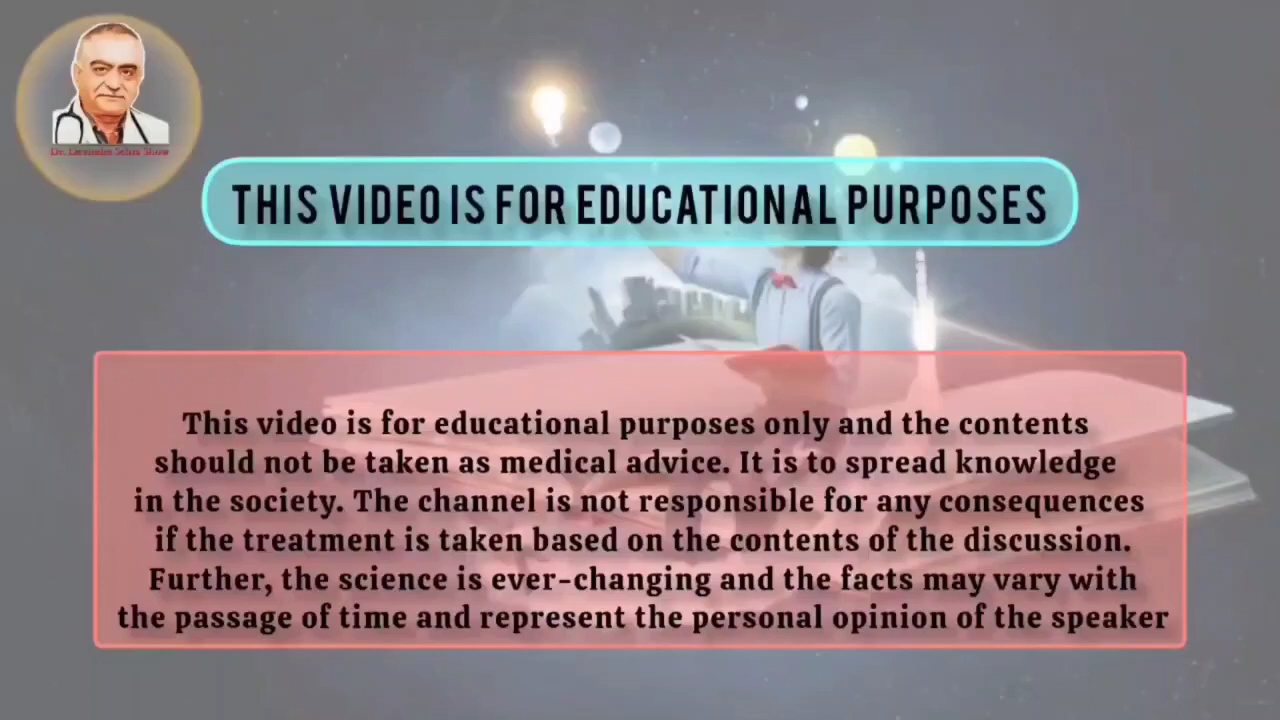 THIS VIDEO IS FOR EDUCATIONAL PURPOSES
This video is for educational purposes only and the contents
should not be taken as medical advice. It is to spread knowledge
in the society. The channel is not responsible for any consequences
if the treatment is taken based on the contents of the discussion.
Further, the science is ever-changing and the facts may vary with
the passage of time and represent the personal opinion of the speaker